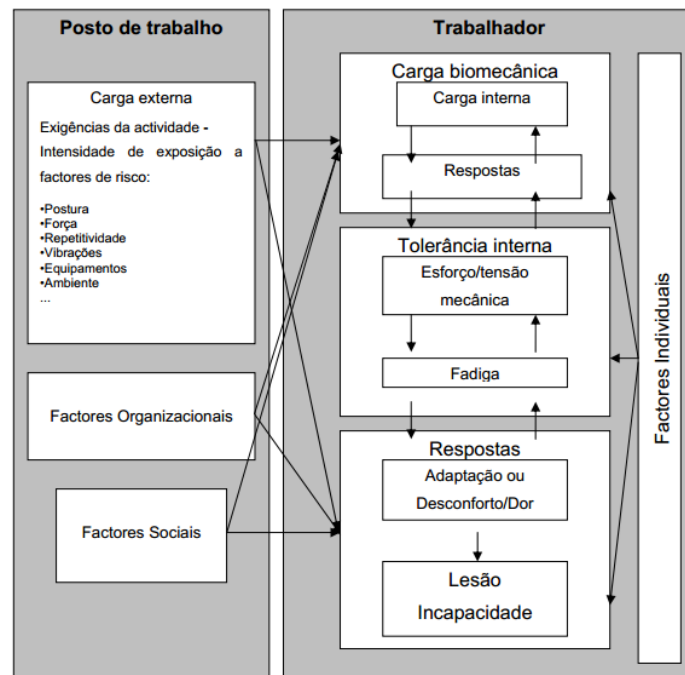 Posto de trabalho
Carga externa
Exigências da actividade -
Intensidade de exposição a
factores de risco:
•Postura
•Força
•Repetitividade
•Vibrações
•Equipamentos
•Ambiente
...
Factores Organizacionais
Factores Sociais
Trabalhador
Carga biomecânica
Carga interna
Respostas
Tolerância interna
Esforço/tensão
mecânica
Fadiga
Respostas
Adaptação ou
Desconforto/Dor
Lesão
Incapacidade
Factores Individuais